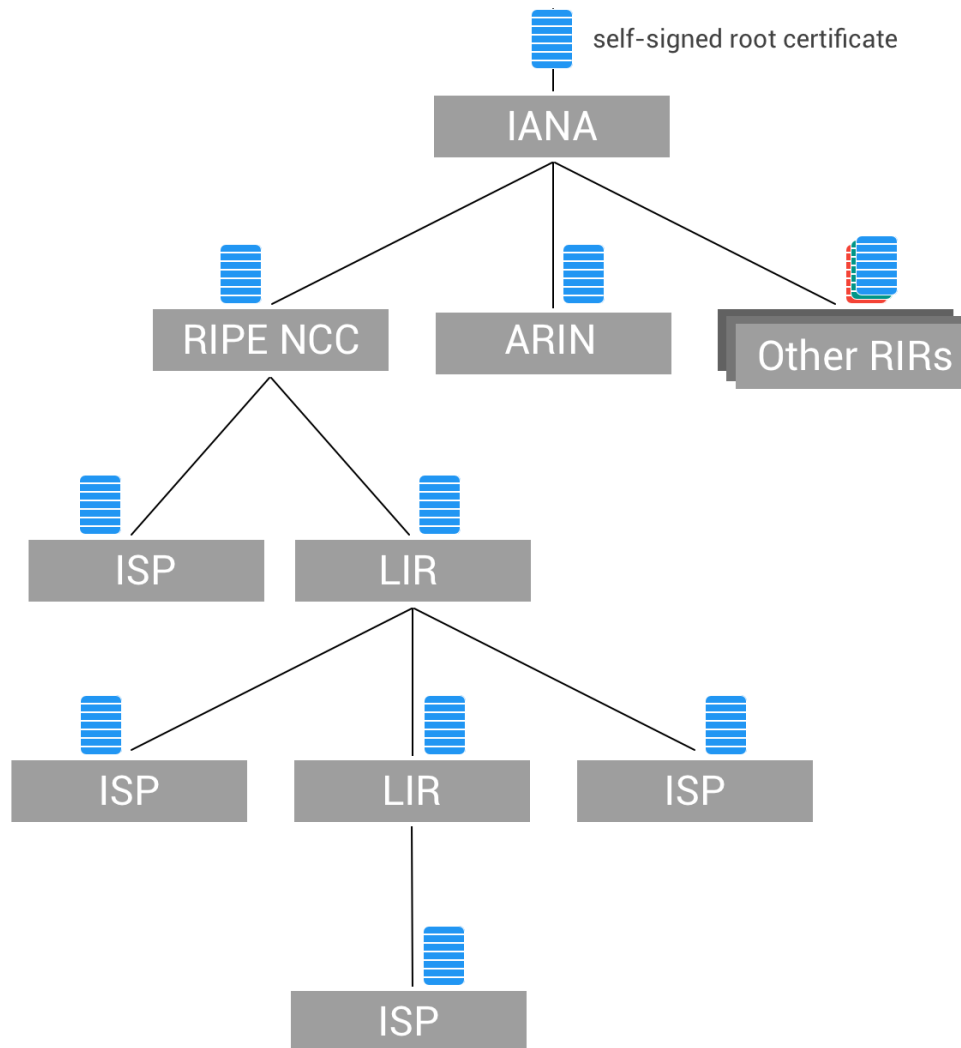 self-signed root certificate
IANA
RIPE NCC
ARIN
Other RIRs
ISP
LIR
ISP
LIR
ISP
ISP